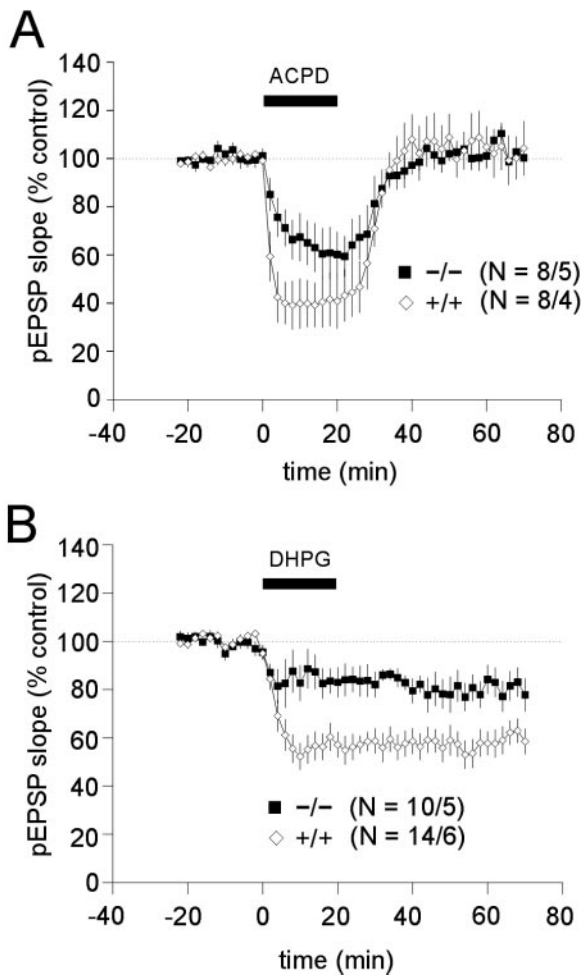 A
140
120
100
80
60
40
20
0
pEPSP slope (% control)
ACPD
−/− (N = 8/5)
+/+ (N = 8/4)
-40 -20 0 20 40 60 80
time (min)
B
140
120
100
80
60
40
20
0
pEPSP slope (% control)
DHPG
−/− (N = 10/5)
+/+ (N = 14/6)
-40 -20 0 20 40 60 80
time (min)